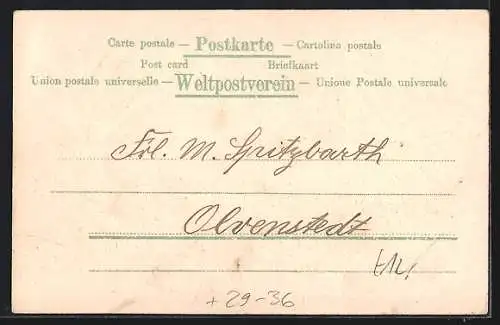 Carte postale — Postkarte — Cartolina postale
Post card Briefkaart
Union postale universelle — Weltpostverein — Unione Postale universale
Frl. M. Spitzbarth
Olvenstedt
+ 29-36